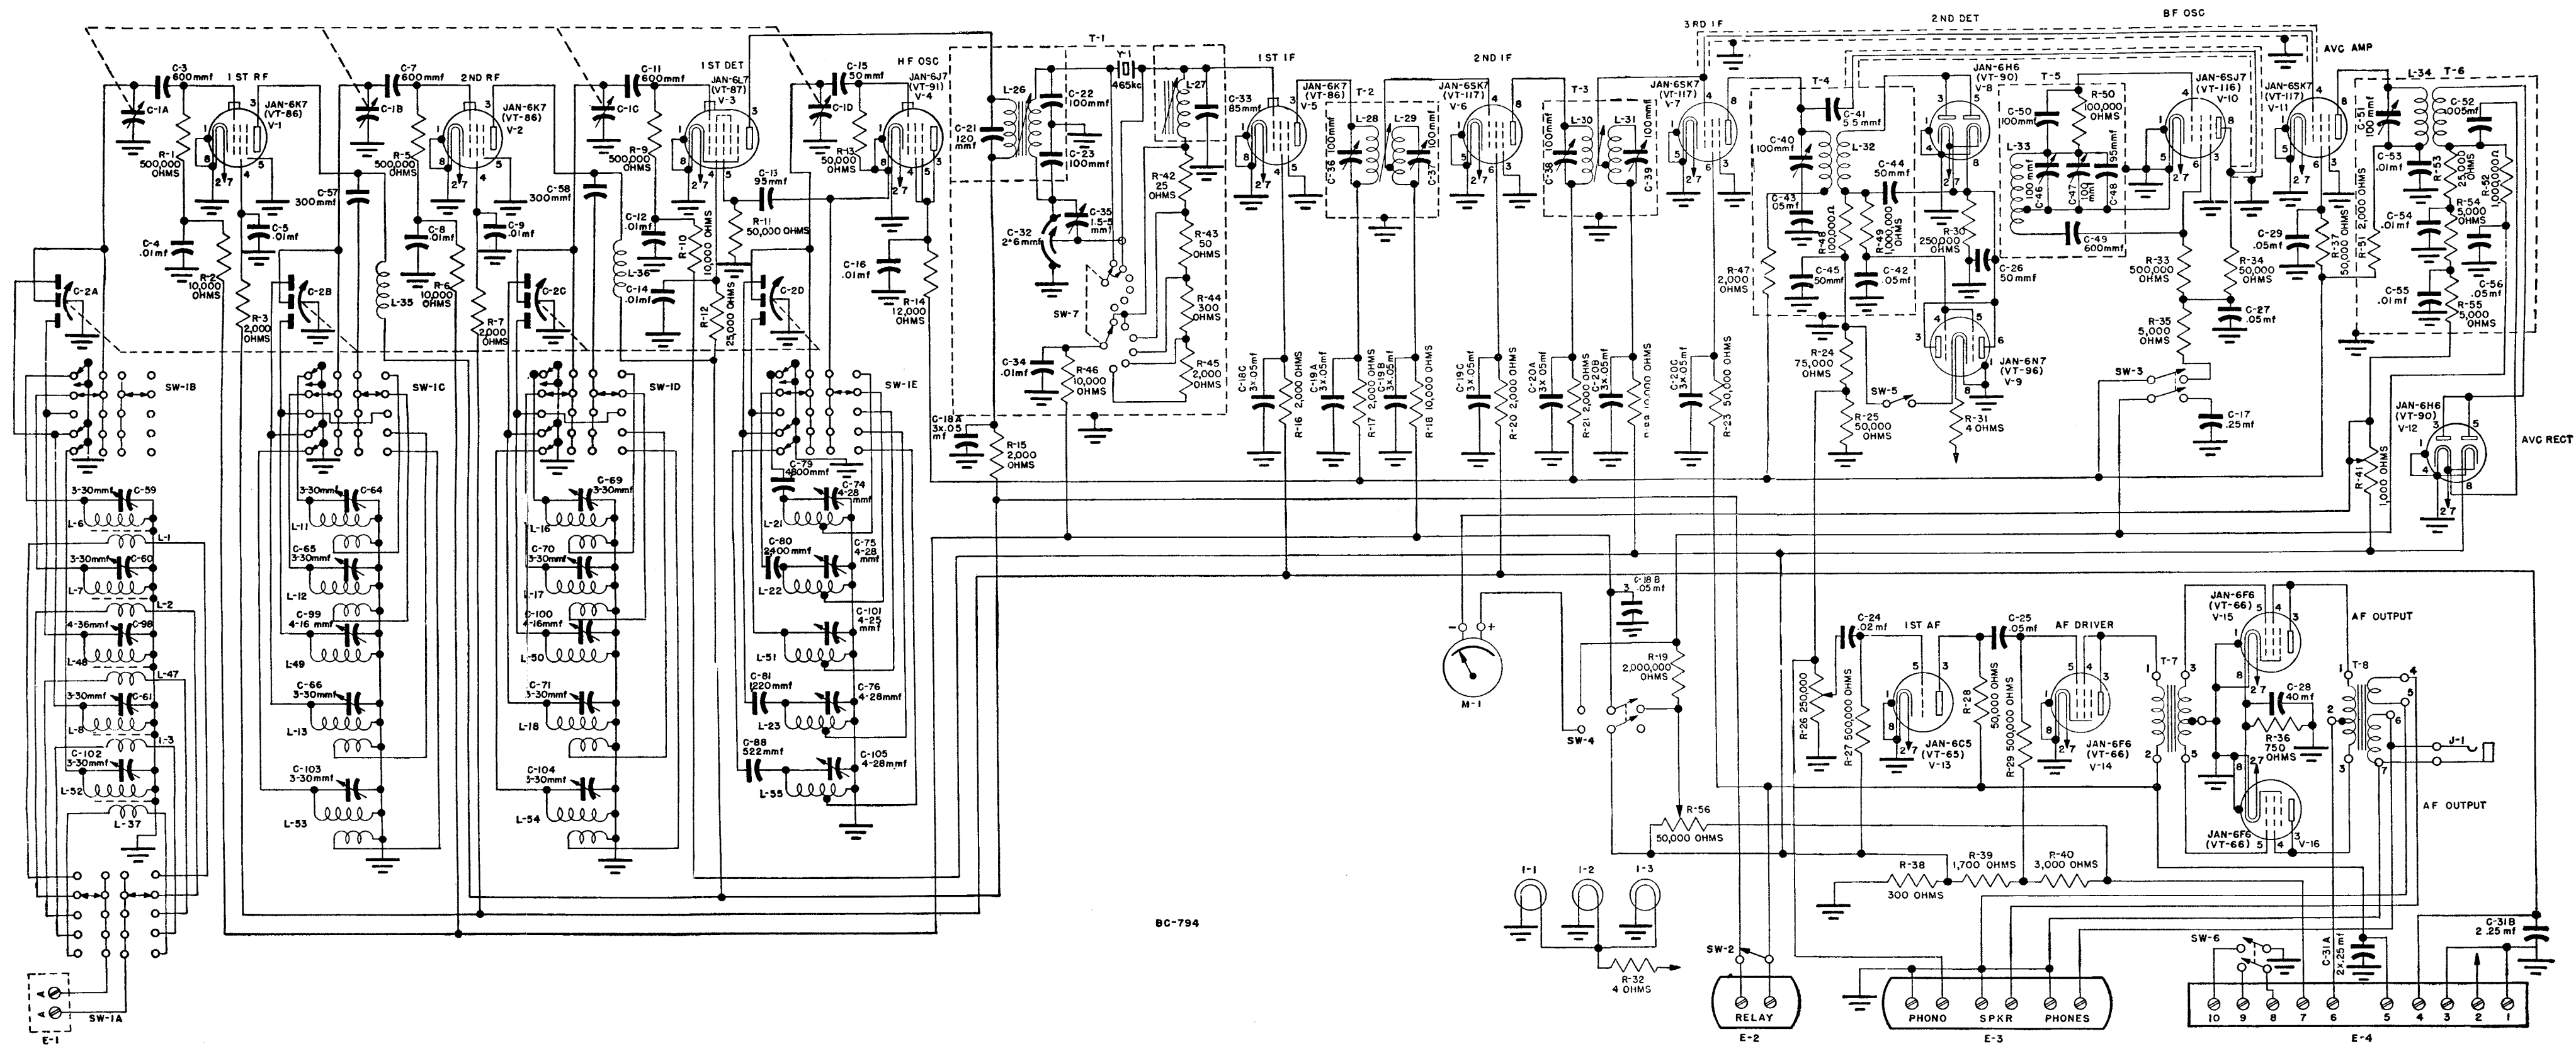 C-3
600mmf
1 ST RF
C-1A
JAN-6K7
(VT-86)
V-1
R-1
500,000
OHMS
C-4
.01mf
C-5
.01mf
R-2
10,000
OHMS
R-3
2,000
OHMS
C-57
300mmf
C-2A
SW-1B
C-7
600mmf
2ND RF
C-1B
JAN-6K7
(VT-86)
V-2
R-5
500,000
OHMS
C-8
.01mf
C-9
.01mf
R-6
10,000
OHMS
R-7
2,000
OHMS
L-35
C-2B
SW-1C
C-11
600mmf
1ST DET
C-1C
JAN-6L7
(VT-87)
V-3
R-9
500,000
OHMS
C-58
300mmf
C-12
.01mf
C-13
95mmf
R-11
50,000 OHMS
R-10
10,000 OHMS
L-36
C-14
.01mf
R-12
25,000 OHMS
C-2C
SW-1D
C-15
50mmf
HF OSC
C-1D
JAN-6J7
(VT-91)
V-4
R-13
50,000
OHMS
C-16
.01mf
R-14
12,000
OHMS
C-2D
SW-1E
T-1
L-26
C-21
120
mmf
C-22
100mmf
C-23
100mmf
Y-1
465kc
L-27
C-33
85mmf
R-42
25
OHMS
C-35
1.5-5
mmf
C-32
2*6mmf
R-43
50
OHMS
SW-7
R-44
300
OHMS
C-34
.01mf
R-46
10,000
OHMS
R-45
2,000
OHMS
C-18A
3x.05
mf
R-15
2,000
OHMS
1ST IF
JAN-6K7
(VT-86)
V-5
T-2
L-28
L-29
C-36
100mmf
C-37
100mmf
C-18C
3x.05mf
R-16 2,000 OHMS
C-19A
3x.05mf
R-17 2,000 OHMS
C-19B
3x.05mf
R-18 10,000 OHMS
2ND IF
JAN-6SK7
(VT-117)
V-6
T-3
L-30
L-31
C-38
100mmf
C-39
100mmf
C-19C
3x.05mf
R-20 2,000 OHMS
C-20A
3x.05mf
R-21 2,000 OHMS
C-20B
3x.05mf
3RD IF
JAN-6SK7
(VT-117)
V-7
C-20C
3x.05mf
R-23 50,000 OHMS
T-4
C-41
5.5mmf
C-40
100mmf
L-32
C-44
50mmf
C-43
.05mf
R-48
100,000Ω
R-49
1,000,000
OHMS
R-47
2,000
OHMS
C-45
50mmf
C-42
.05mf
R-24
75,000
OHMS
R-25
50,000
OHMS
2ND DET
JAN-6H6
(VT-90)
V-8
R-30
250,000
OHMS
C-26
50mmf
JAN-6N7
(VT-96)
V-9
SW-5
R-31
4 OHMS
BF OSC
T-5
R-50
100,000
OHMS
C-50
100mmf
L-33
C-46
100mmf
C-47
100
mmf
C-48
95mmf
C-49
600mmf
JAN-6SJ7
(VT-116)
V-10
R-33
500,000
OHMS
R-34
50,000
OHMS
R-35
5,000
OHMS
C-27
.05mf
SW-3
C-17
.25mf
AVC AMP
JAN-6SK7
(VT-117)
V-11
C-29
.05mf
R-37
50,000 OHMS
R-51 2,000 OHMS
L-34
T-6
C-51
100mmf
C-52
.005mf
C-53
.01mf
R-53
25,000
OHMS
R-52
1,000,000Ω
C-54
.01mf
R-54
5,000
OHMS
C-55
.01mf
C-56
.05mf
R-55
5,000
OHMS
JAN-6H6
(VT-90)
V-12
AVC RECT
R-41
1,000 OHMS
C-59
3-30mmf
L-6
L-1
C-60
3-30mmf
L-7
L-2
C-98
4-36mmf
L-48
L-47
C-61
3-30mmf
L-8
L-3
C-102
3-30mmf
L-52
L-37
SW-1A
A
A
E-1
C-64
3-30mmf
L-11
C-65
3-30mmf
L-12
C-99
4-16 mmf
L-49
C-66
3-30mmf
L-13
C-103
3-30mmf
L-53
C-69
3-30mmf
L-16
C-70
3-30mmf
L-17
C-100
4-16mmf
L-50
C-71
3-30mmf
L-18
C-104
3-30mmf
L-54
C-79
4800mmf
C-74
4-28
mmf
L-21
C-80
2400mmf
C-75
4-28
mmf
L-22
C-101
4-25
mmf
L-51
C-81
1220mmf
C-76
4-28mmf
L-23
C-88
522mmf
C-105
4-28mmf
L-55
BC-794
- +
M-1
C-18B
3 .05mf
R-19
2,000,000
OHMS
SW-4
R-56
50,000 OHMS
I-1
I-2
I-3
R-32
4 OHMS
SW-2
RELAY
E-2
R-26 250,000
C-24
.02mf
R-27 500,000 OHMS
1ST AF
JAN-6C5
(VT-65)
V-13
C-25
.05mf
R-28
50,000 OHMS
R-29 500,000 OHMS
AF DRIVER
JAN-6F6
(VT-66)
V-14
R-38
300 OHMS
R-39
1,700 OHMS
R-40
3,000 OHMS
T-7
JAN-6F6
(VT-66)
V-15
AF OUTPUT
C-28
40mf
R-36
750
OHMS
T-8
J-1
JAN-6F6
(VT-66)
V-16
AF OUTPUT
PHONO SPKR PHONES
E-3
SW-6
C-31A
2x.25mf
C-31B
2 .25mf
10 9 8 7 6 5 4 3 2 1
E-4